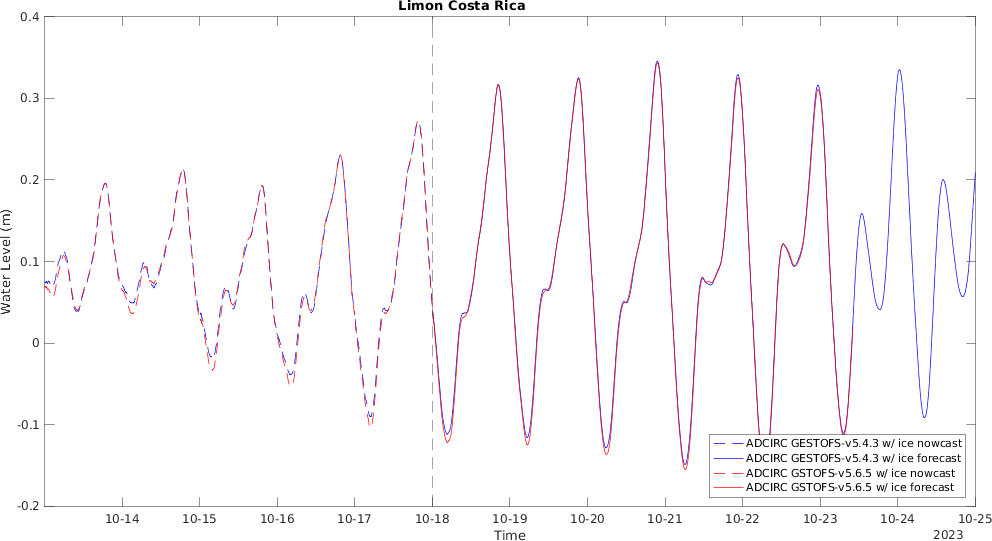 Limon Costa Rica
0.4
0.3
0.2
0.1
0
-0.1
-0.2
Water Level (m)
ADCIRC GESTOFS-v5.4.3 w/ ice nowcast
ADCIRC GESTOFS-v5.4.3 w/ ice forecast
ADCIRC GSTOFS-v5.6.5 w/ ice nowcast
ADCIRC GSTOFS-v5.6.5 w/ ice forecast
10-14 10-15 10-16 10-17 10-18 10-19 10-20 10-21 10-22 10-23 10-24 10-25
Time
2023